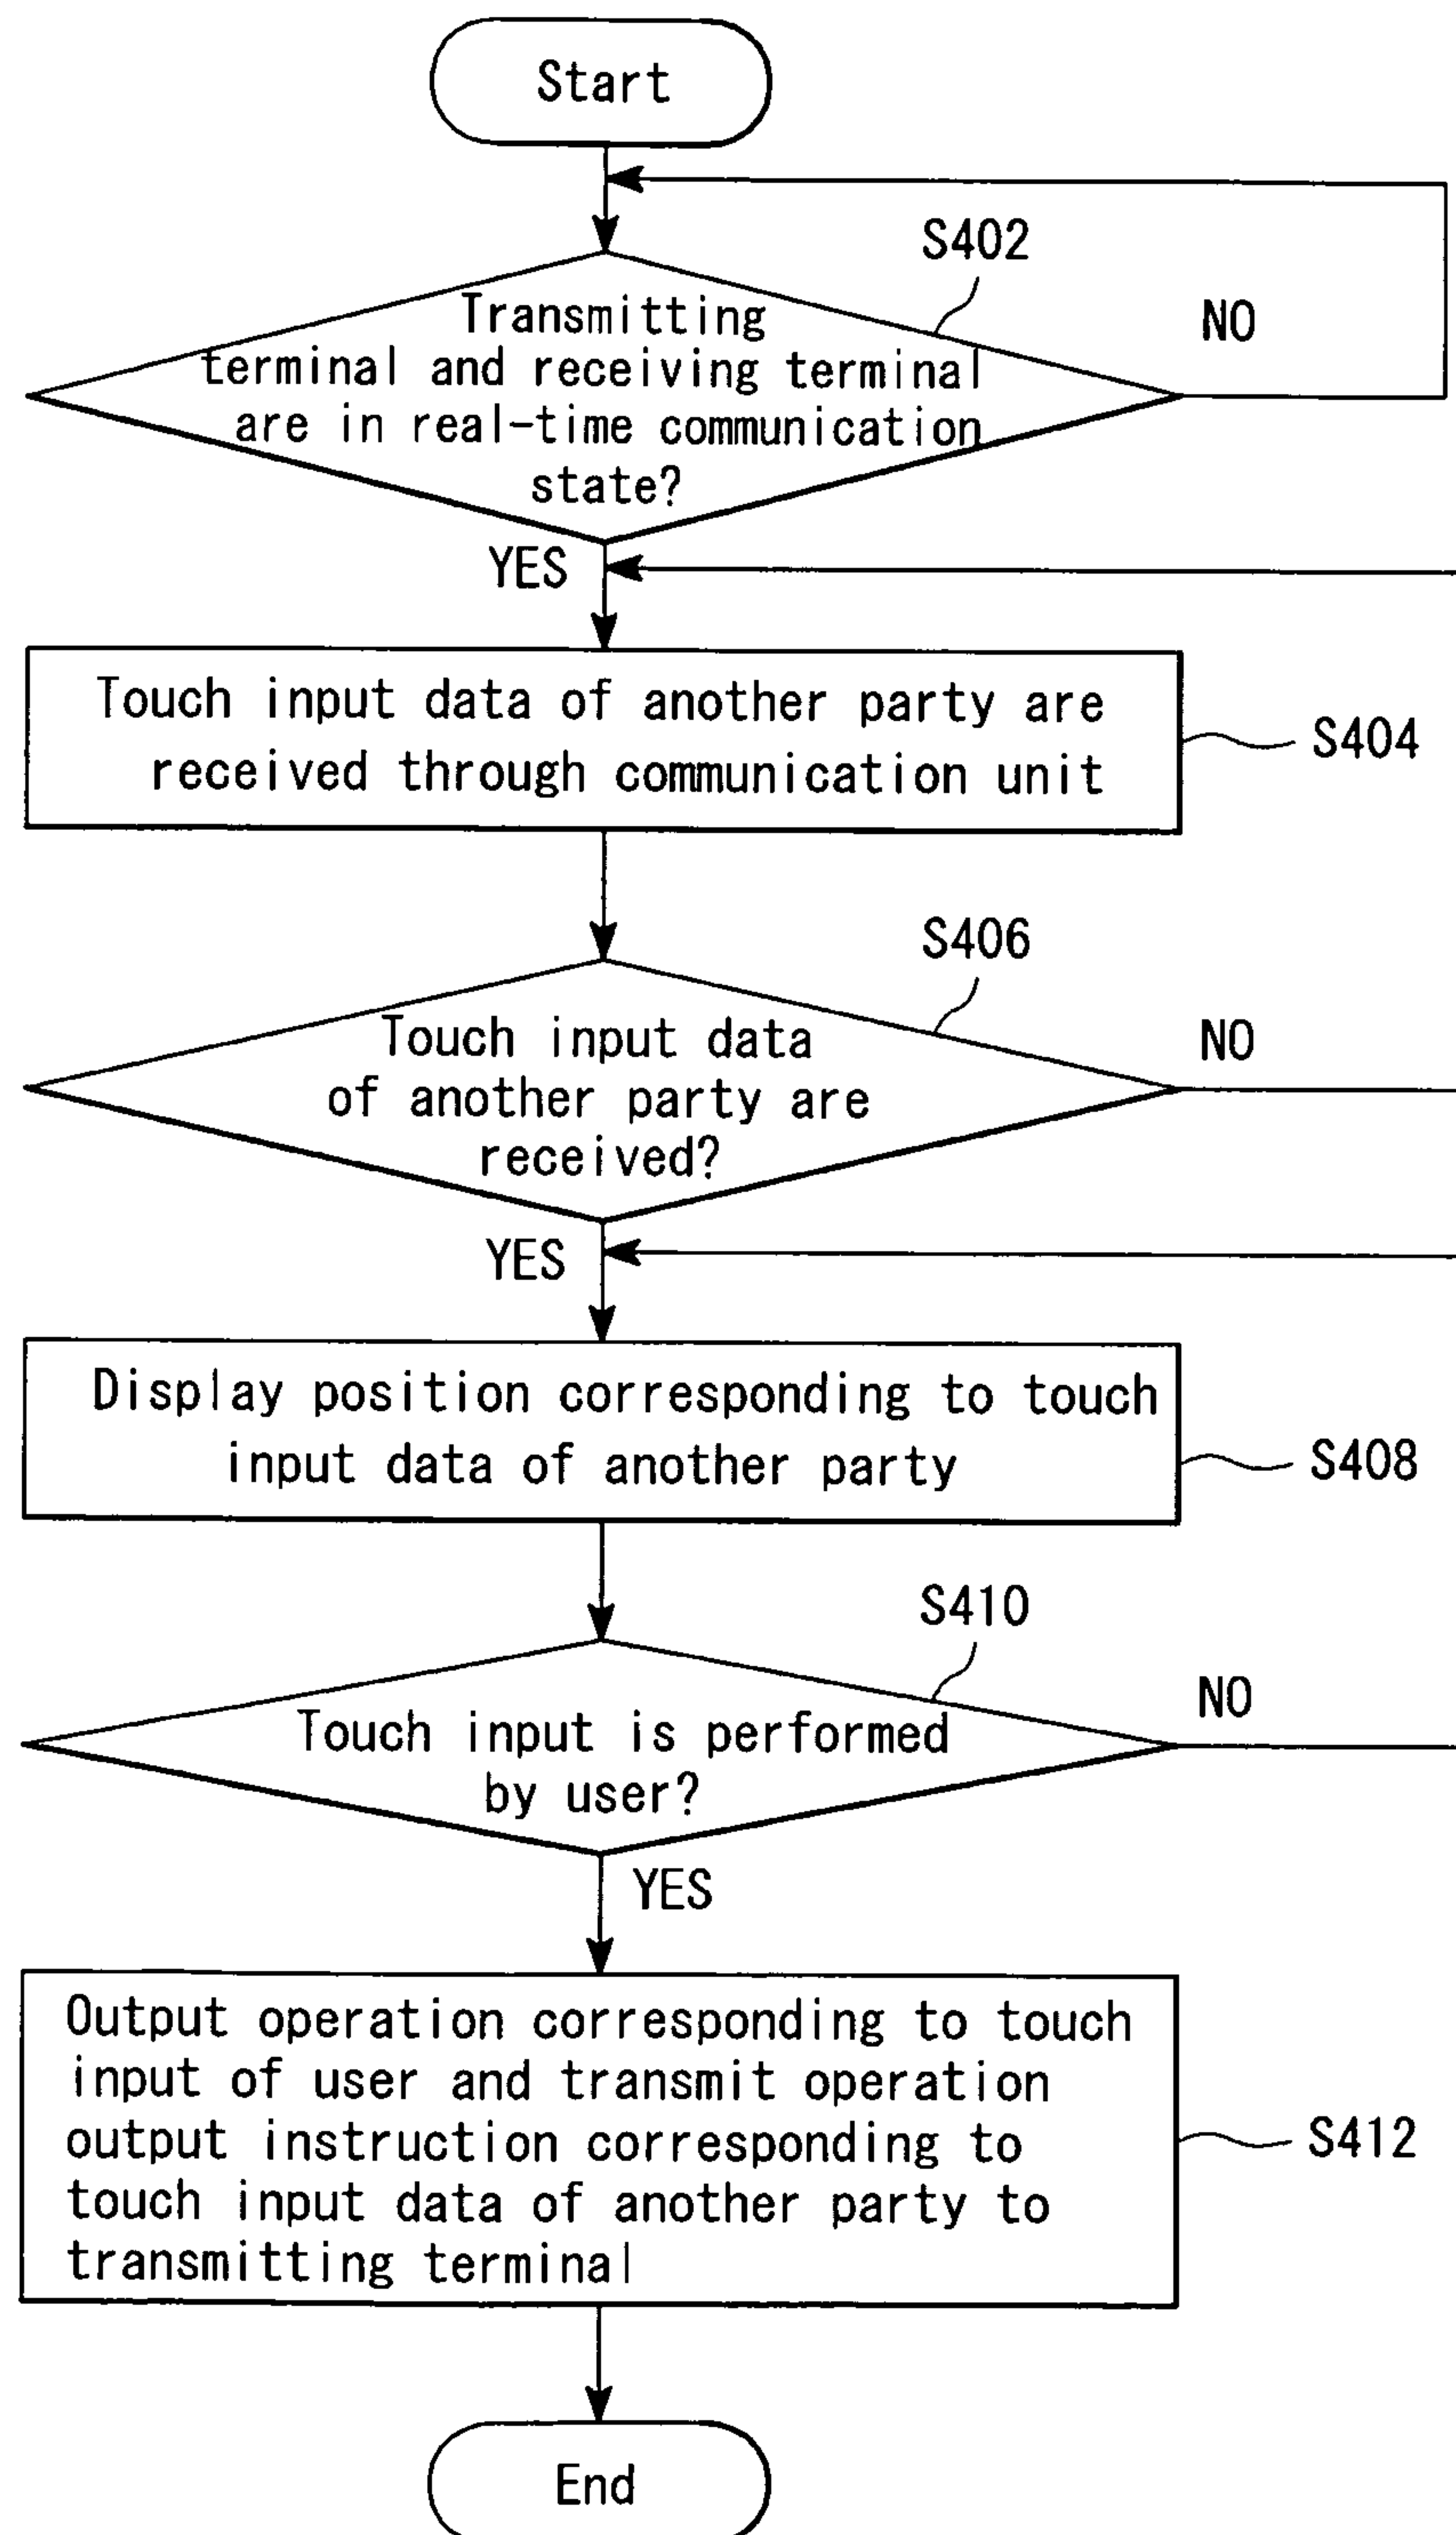 Start
S402
Transmitting
terminal and receiving terminal
are in real-time communication
state?
NO
YES
Touch input data of another party are
received through communication unit
S404
S406
Touch input data
of another party are
received?
NO
YES
Display position corresponding to touch
input data of another party
S408
S410
Touch input is performed
by user?
NO
YES
Output operation corresponding to touch
input of user and transmit operation
output instruction corresponding to
touch input data of another party to
transmitting terminal
S412
End